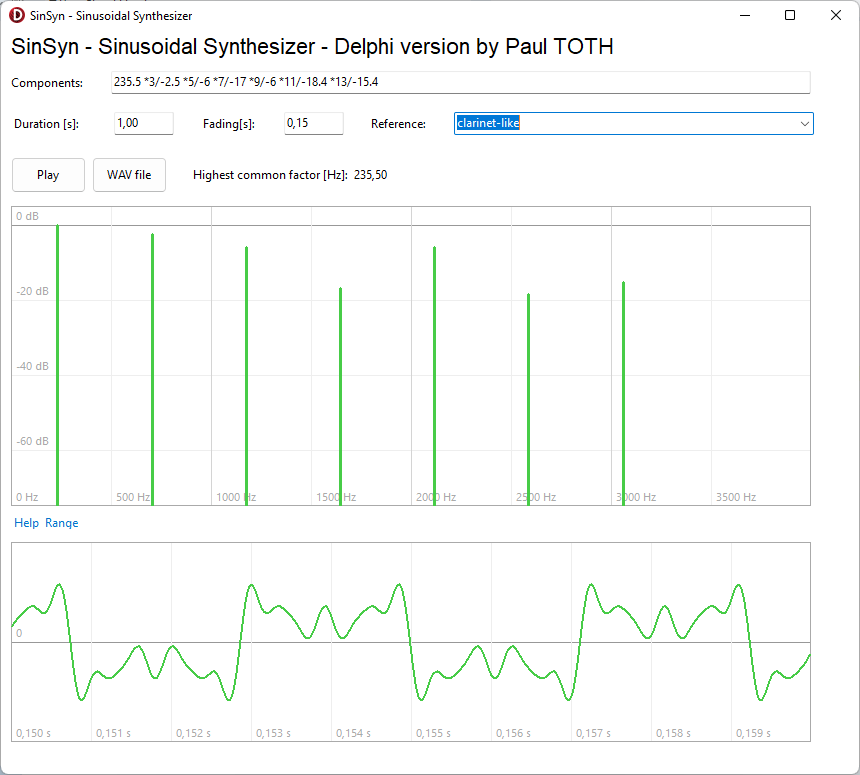 SinSyn - Sinusoidal Synthesizer
SinSyn - Sinusoidal Synthesizer - Delphi version by Paul TOTH
Components: 235.5 *3/-2.5 *5/-6 *7/-17 *9/-6 *11/-18.4 *13/-15.4
Duration [s]: 1,00 Fading[s]: 0,15 Reference: clarinet-like
Play WAV file Highest common factor [Hz]: 235,50
0 dB
-20 dB
-40 dB
-60 dB
0 Hz 500 Hz 1000 Hz 1500 Hz 2000 Hz 2500 Hz 3000 Hz 3500 Hz
Help Range
0
0,150 s 0,151 s 0,152 s 0,153 s 0,154 s 0,155 s 0,156 s 0,157 s 0,158 s 0,159 s